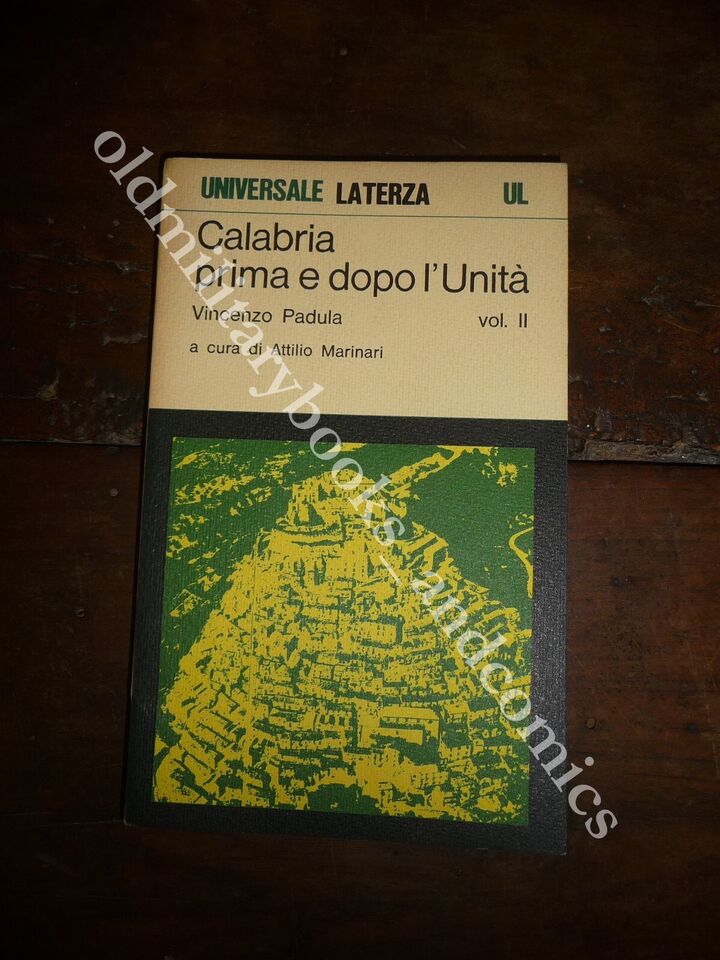 UNIVERSALE LATERZA UL
Calabria
prima e dopo l'Unità
Vincenzo Padula vol. II
a cura di Attilio Marinari
oldmilitarybooks_andcomics